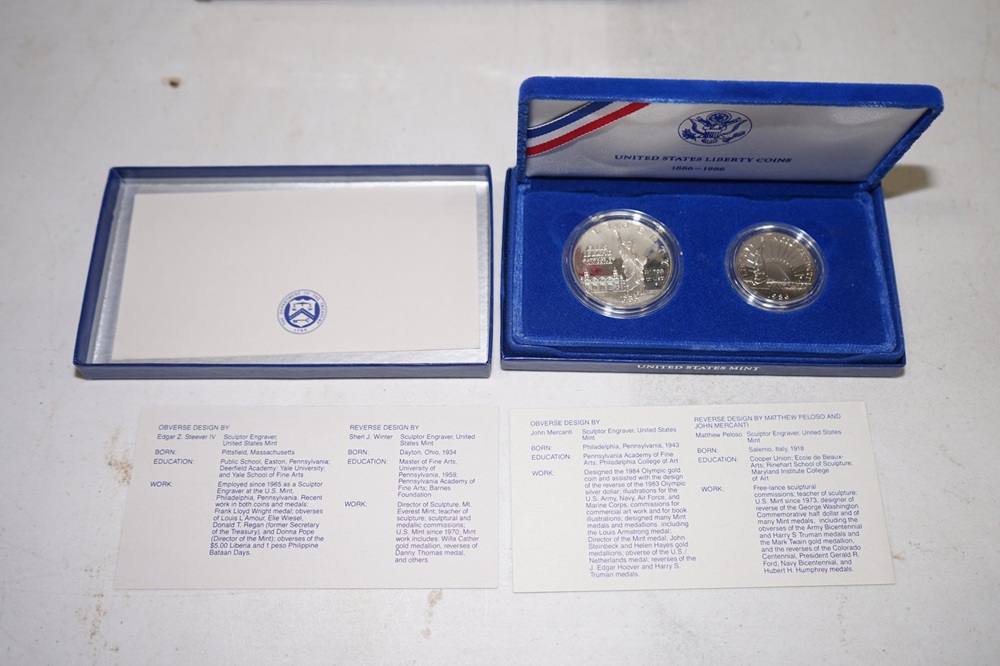 UNITED STATES LIBERTY COINS
1886-1986
LIBERTY
1986
1986
UNITED STATES MINT
THE DEPARTMENT OF THE TREASURY
1789
OBVERSE DESIGN BY
Edgar Z. Steever IV Sculptor Engraver,
United States Mint
BORN: Pittsfield, Massachusetts
EDUCATION: Public School, Easton, Pennsylvania;
Deerfield Academy; Yale University;
and Yale School of Fine Arts
WORK: Employed since 1965 as a Sculptor
Engraver at the U.S. Mint,
Philadelphia, Pennsylvania. Recent
work in both coins and medals:
Frank Lloyd Wright medal; obverses
of Louis L'Amour, Elie Wiesel,
Donald T. Regan (former Secretary
of the Treasury), and Donna Pope
(Director of the Mint); obverses of the
$5.00 Liberia and 1 peso Philippine
Bataan Days.
REVERSE DESIGN BY
Sherl J. Winter Sculptor Engraver, United
States Mint
BORN: Dayton, Ohio, 1934
EDUCATION: Master of Fine Arts,
University of
Pennsylvania, 1959;
Pennsylvania Academy of
Fine Arts; Barnes
Foundation
WORK: Director of Sculpture, Mt.
Everest Mint; teacher of
sculpture; sculptural and
medallic commissions;
U.S. Mint since 1970; Mint
work includes: Willa Cather
gold medallion, reverses of
Danny Thomas medal,
and others.
OBVERSE DESIGN BY
John Mercanti Sculptor Engraver, United States
Mint
BORN: Philadelphia, Pennsylvania, 1943
EDUCATION: Pennsylvania Academy of Fine
Arts, Philadelphia College of Art
WORK: Designed the 1984 Olympic gold
coin and assisted with the design
of the reverse of the 1983 Olympic
silver dollar; illustrations for the
U.S. Army, Navy, Air Force, and
Marine Corps; commissions for
commercial art work and for book
illustrations; designed many Mint
medals and medallions including
the Louis Armstrong medal;
Director of the Mint medal, John
Steinbeck and Helen Hayes gold
medallions; obverse of the U.S./
Netherlands medal; reverses of the
J. Edgar Hoover and Harry S.
Truman medals.
REVERSE DESIGN BY MATTHEW PELOSO AND
JOHN MERCANTI
Matthew Peloso Sculptor Engraver, United States
Mint
BORN: Salerno, Italy, 1918
EDUCATION: Cooper Union; Ecole de Beaux-
Arts; Rinehart School of Sculpture;
Maryland Institute College
of Art
WORK: Free-lance sculptural
commissions; teacher of sculpture;
U.S. Mint since 1973, designer of
reverse of the George Washington
Commemorative half dollar and of
many Mint medals, including the
obverses of the Army Bicentennial
and Harry S Truman medals and
the Mark Twain gold medallion,
and the reverses of the Colorado
Centennial, President Gerald R.
Ford, Navy Bicentennial, and
Hubert H. Humphrey medals.